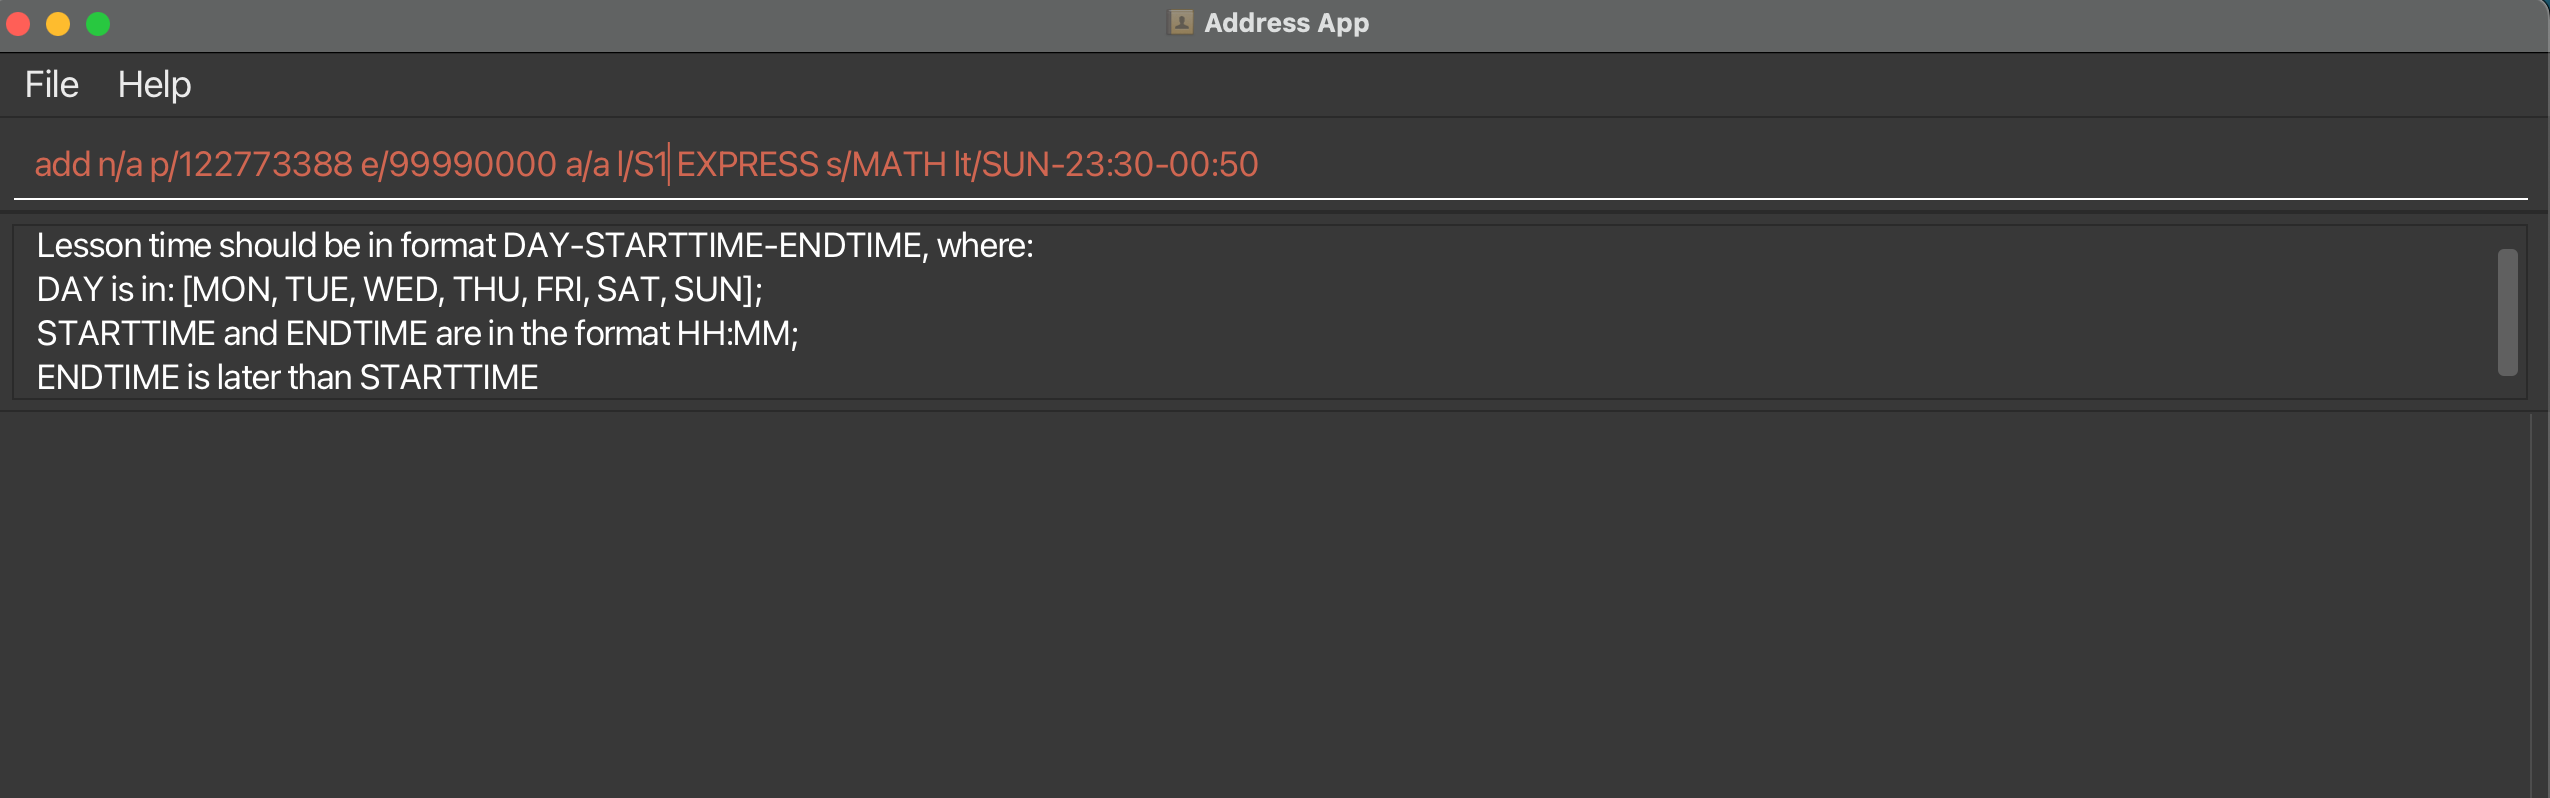 Address App
File Help
add n/a p/122773388 e/99990000 a/a l/S1 EXPRESS s/MATH lt/SUN-23:30-00:50
Lesson time should be in format DAY-STARTTIME-ENDTIME, where:
DAY is in: [MON, TUE, WED, THU, FRI, SAT, SUN];
STARTTIME and ENDTIME are in the format HH:MM;
ENDTIME is later than STARTTIME